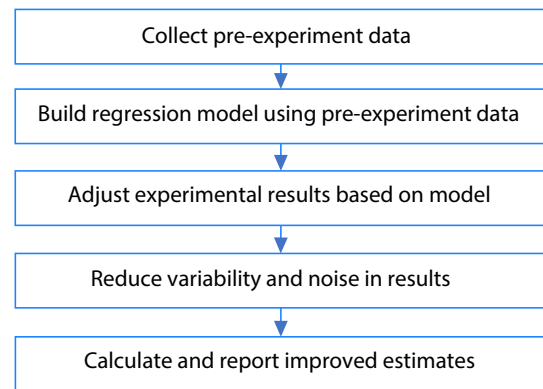 Collect pre-experiment data
Build regression model using pre-experiment data
Adjust experimental results based on model
Reduce variability and noise in results
Calculate and report improved estimates